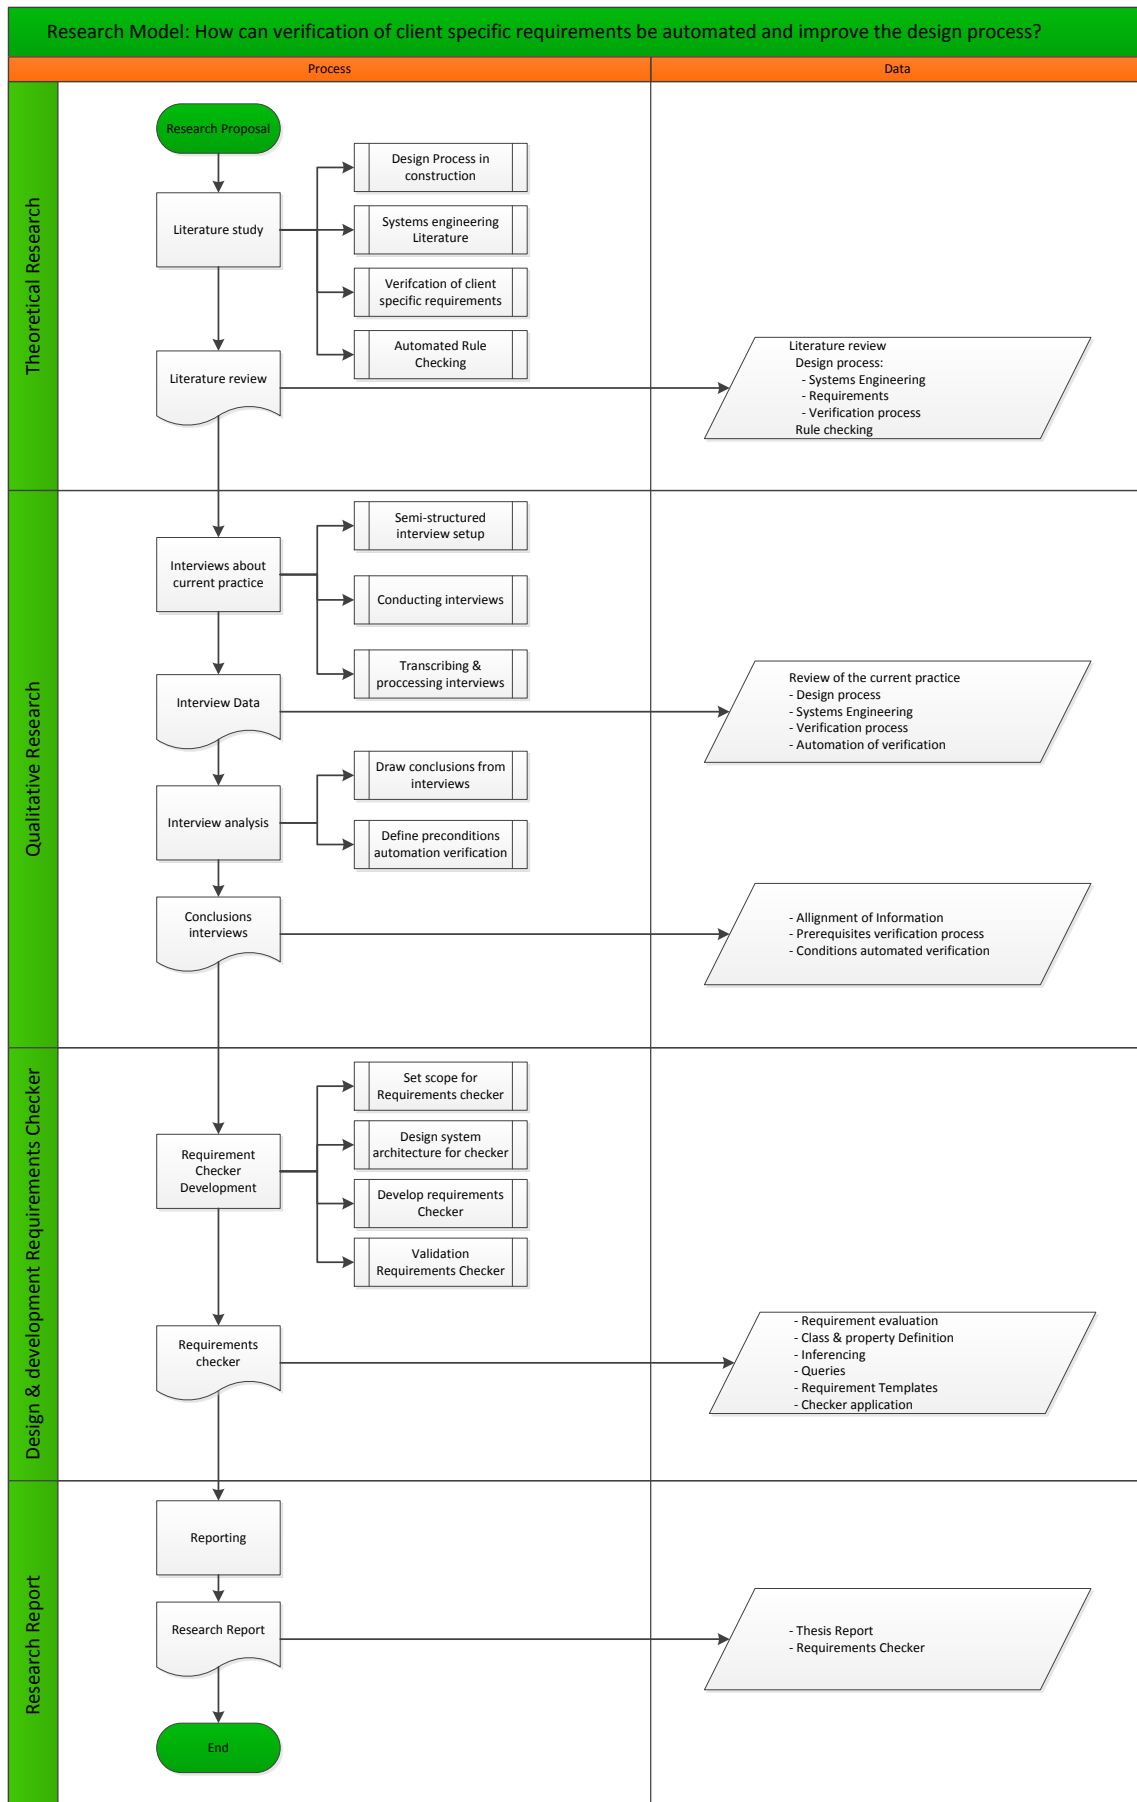 Research Model: How can verification of client specific requirements be automated and improve the design process?
Process
Data
Theoretical Research
Research Proposal
Literature study
Design Process in
construction
Systems engineering
Literature
Verifcation of client
specific requirements
Automated Rule
Checking
Literature review
Literature review
Design process:
- Systems Engineering
- Requirements
- Verification process
Rule checking
Qualitative Research
Interviews about
current practice
Semi-structured
interview setup
Conducting interviews
Transcribing &
proccessing interviews
Interview Data
Review of the current practice
- Design process
- Systems Engineering
- Verification process
- Automation of verification
Interview analysis
Draw conclusions from
interviews
Define preconditions
automation verification
Conclusions
interviews
- Allignment of Information
- Prerequisites verification process
- Conditions automated verification
Design & development Requirements Checker
Requirement
Checker
Development
Set scope for
Requirements checker
Design system
architecture for checker
Develop requirements
Checker
Validation
Requirements Checker
Requirements
checker
- Requirement evaluation
- Class & property Definition
- Inferencing
- Queries
- Requirement Templates
- Checker application
Research Report
Reporting
Research Report
- Thesis Report
- Requirements Checker
End